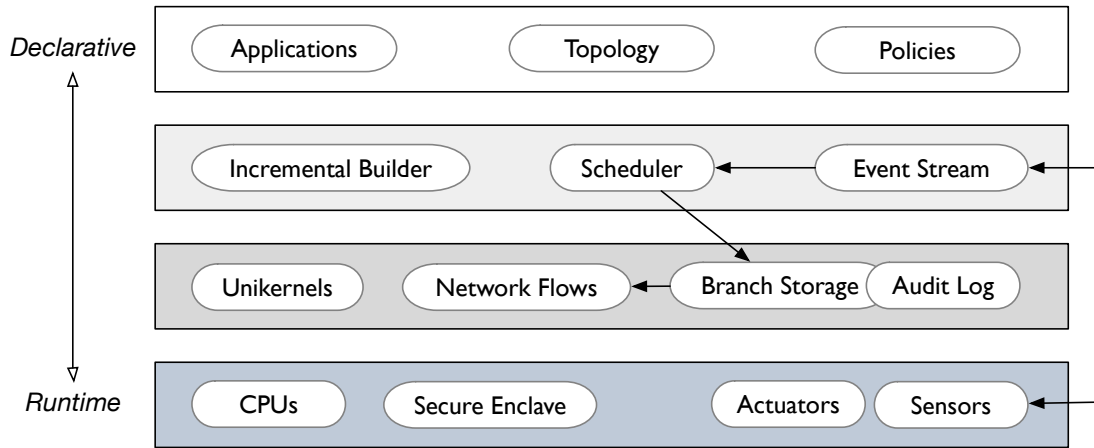 Declarative
Applications
Topology
Policies
Incremental Builder
Scheduler
Event Stream
Unikernels
Network Flows
Branch Storage
Audit Log
Runtime
CPUs
Secure Enclave
Actuators
Sensors